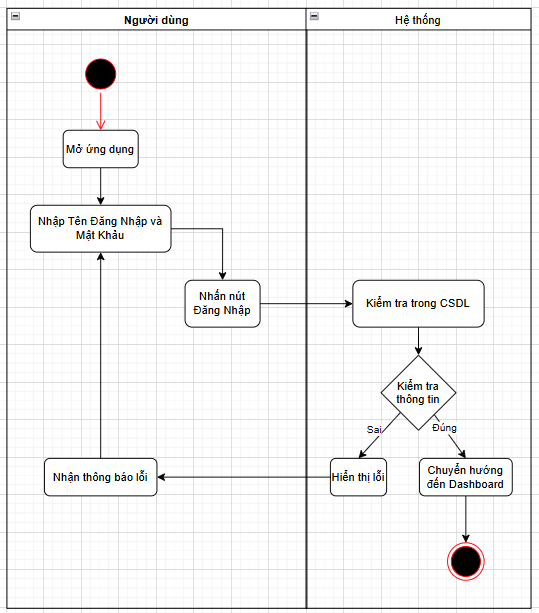 Người dùng
Hệ thống
Mở ứng dụng
Nhập Tên Đăng Nhập và
Mật Khẩu
Nhấn nút
Đăng Nhập
Kiểm tra trong CSDL
Kiểm tra
thông tin
Sai
Đúng
Nhận thông báo lỗi
Hiển thị lỗi
Chuyển hướng
đến Dashboard